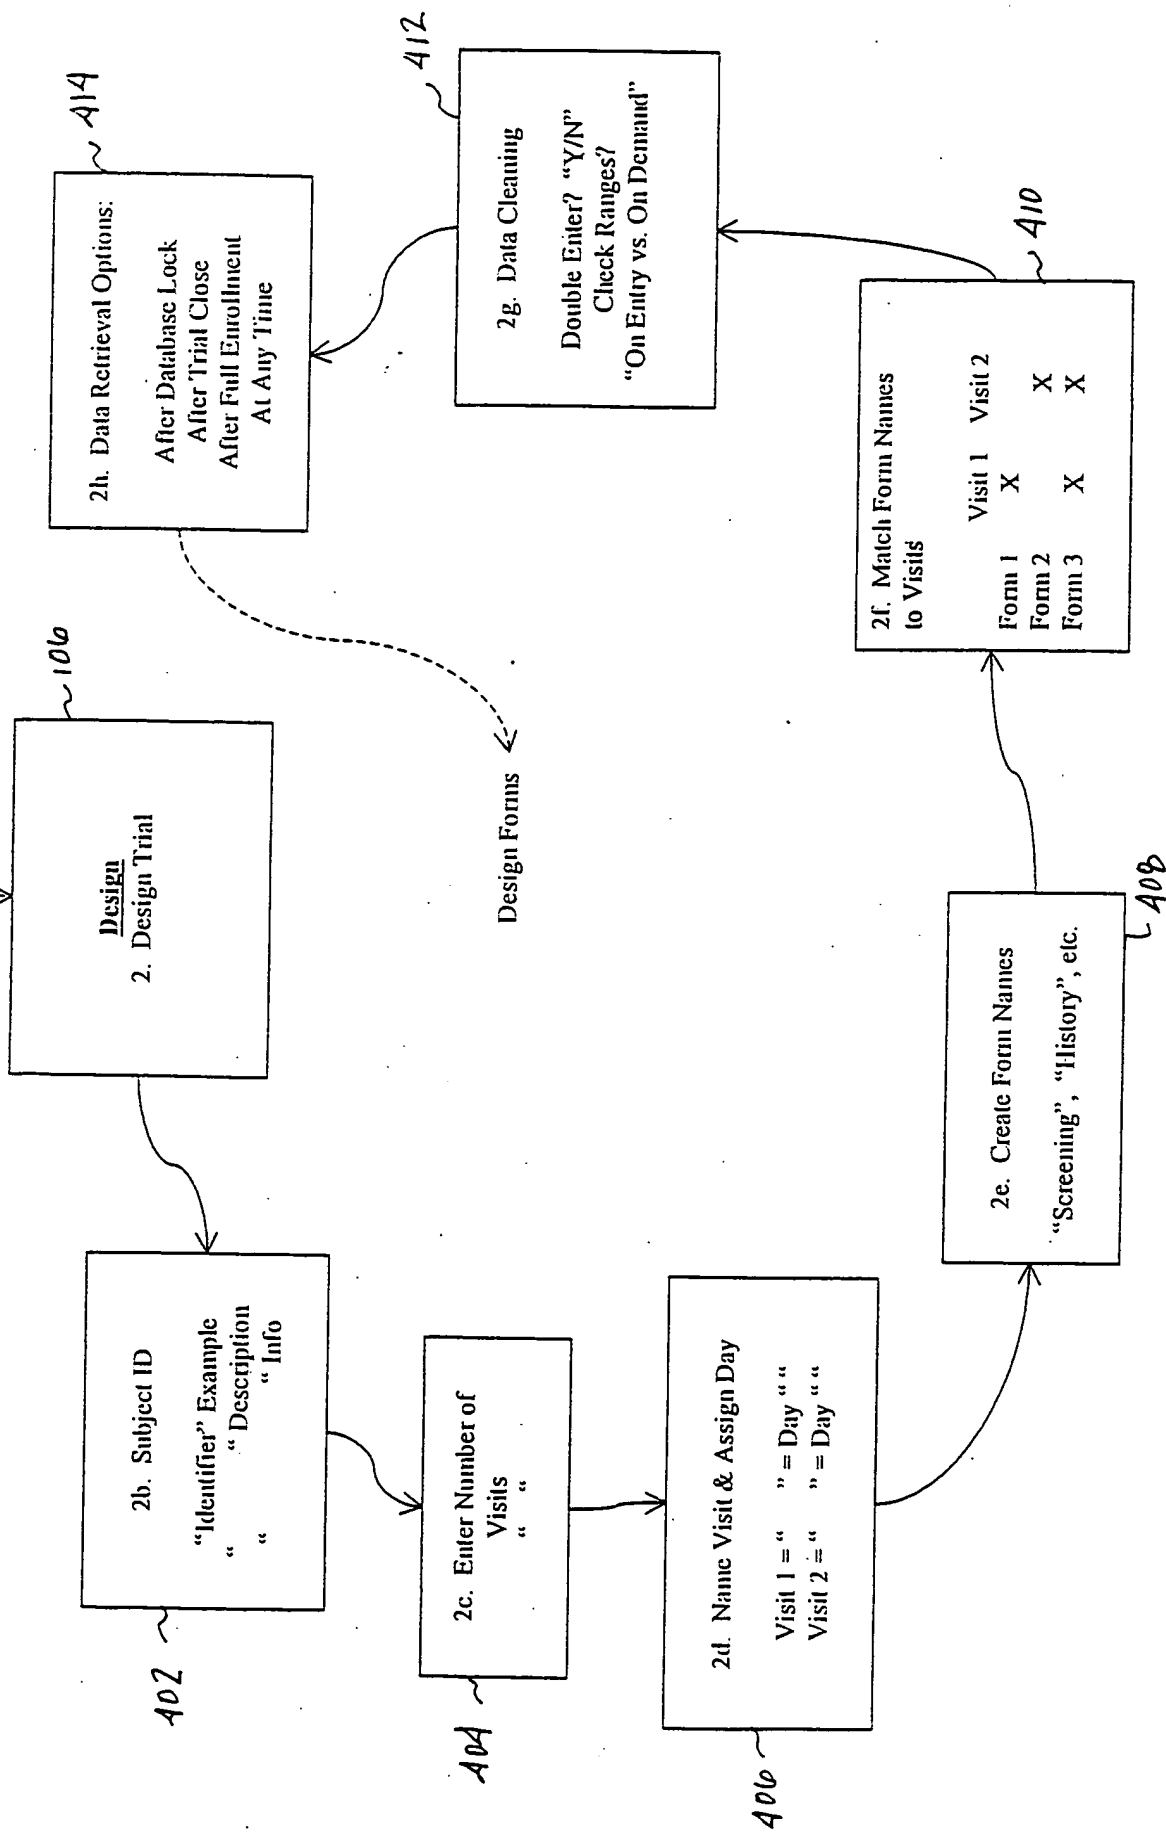 106
Design
2. Design Trial
402
2b. Subject ID
“Identifier” Example
“ “ Description
“ “ Info
404
2c. Enter Number of
Visits
“ “
406
2d. Name Visit & Assign Day
Visit 1 = “ ” = Day “ “
Visit 2 = “ ” = Day “ “
408
2e. Create Form Names
“Screening”, “History”, etc.
410
2f. Match Form Names
to Visits
Visit 1 Visit 2
Form 1 X
Form 2 X
Form 3 X X
412
2g. Data Cleaning
Double Enter? “Y/N”
Check Ranges?
“On Entry vs. On Demand”
414
2h. Data Retrieval Options:
After Database Lock
After Trial Close
After Full Enrollment
At Any Time
Design Forms